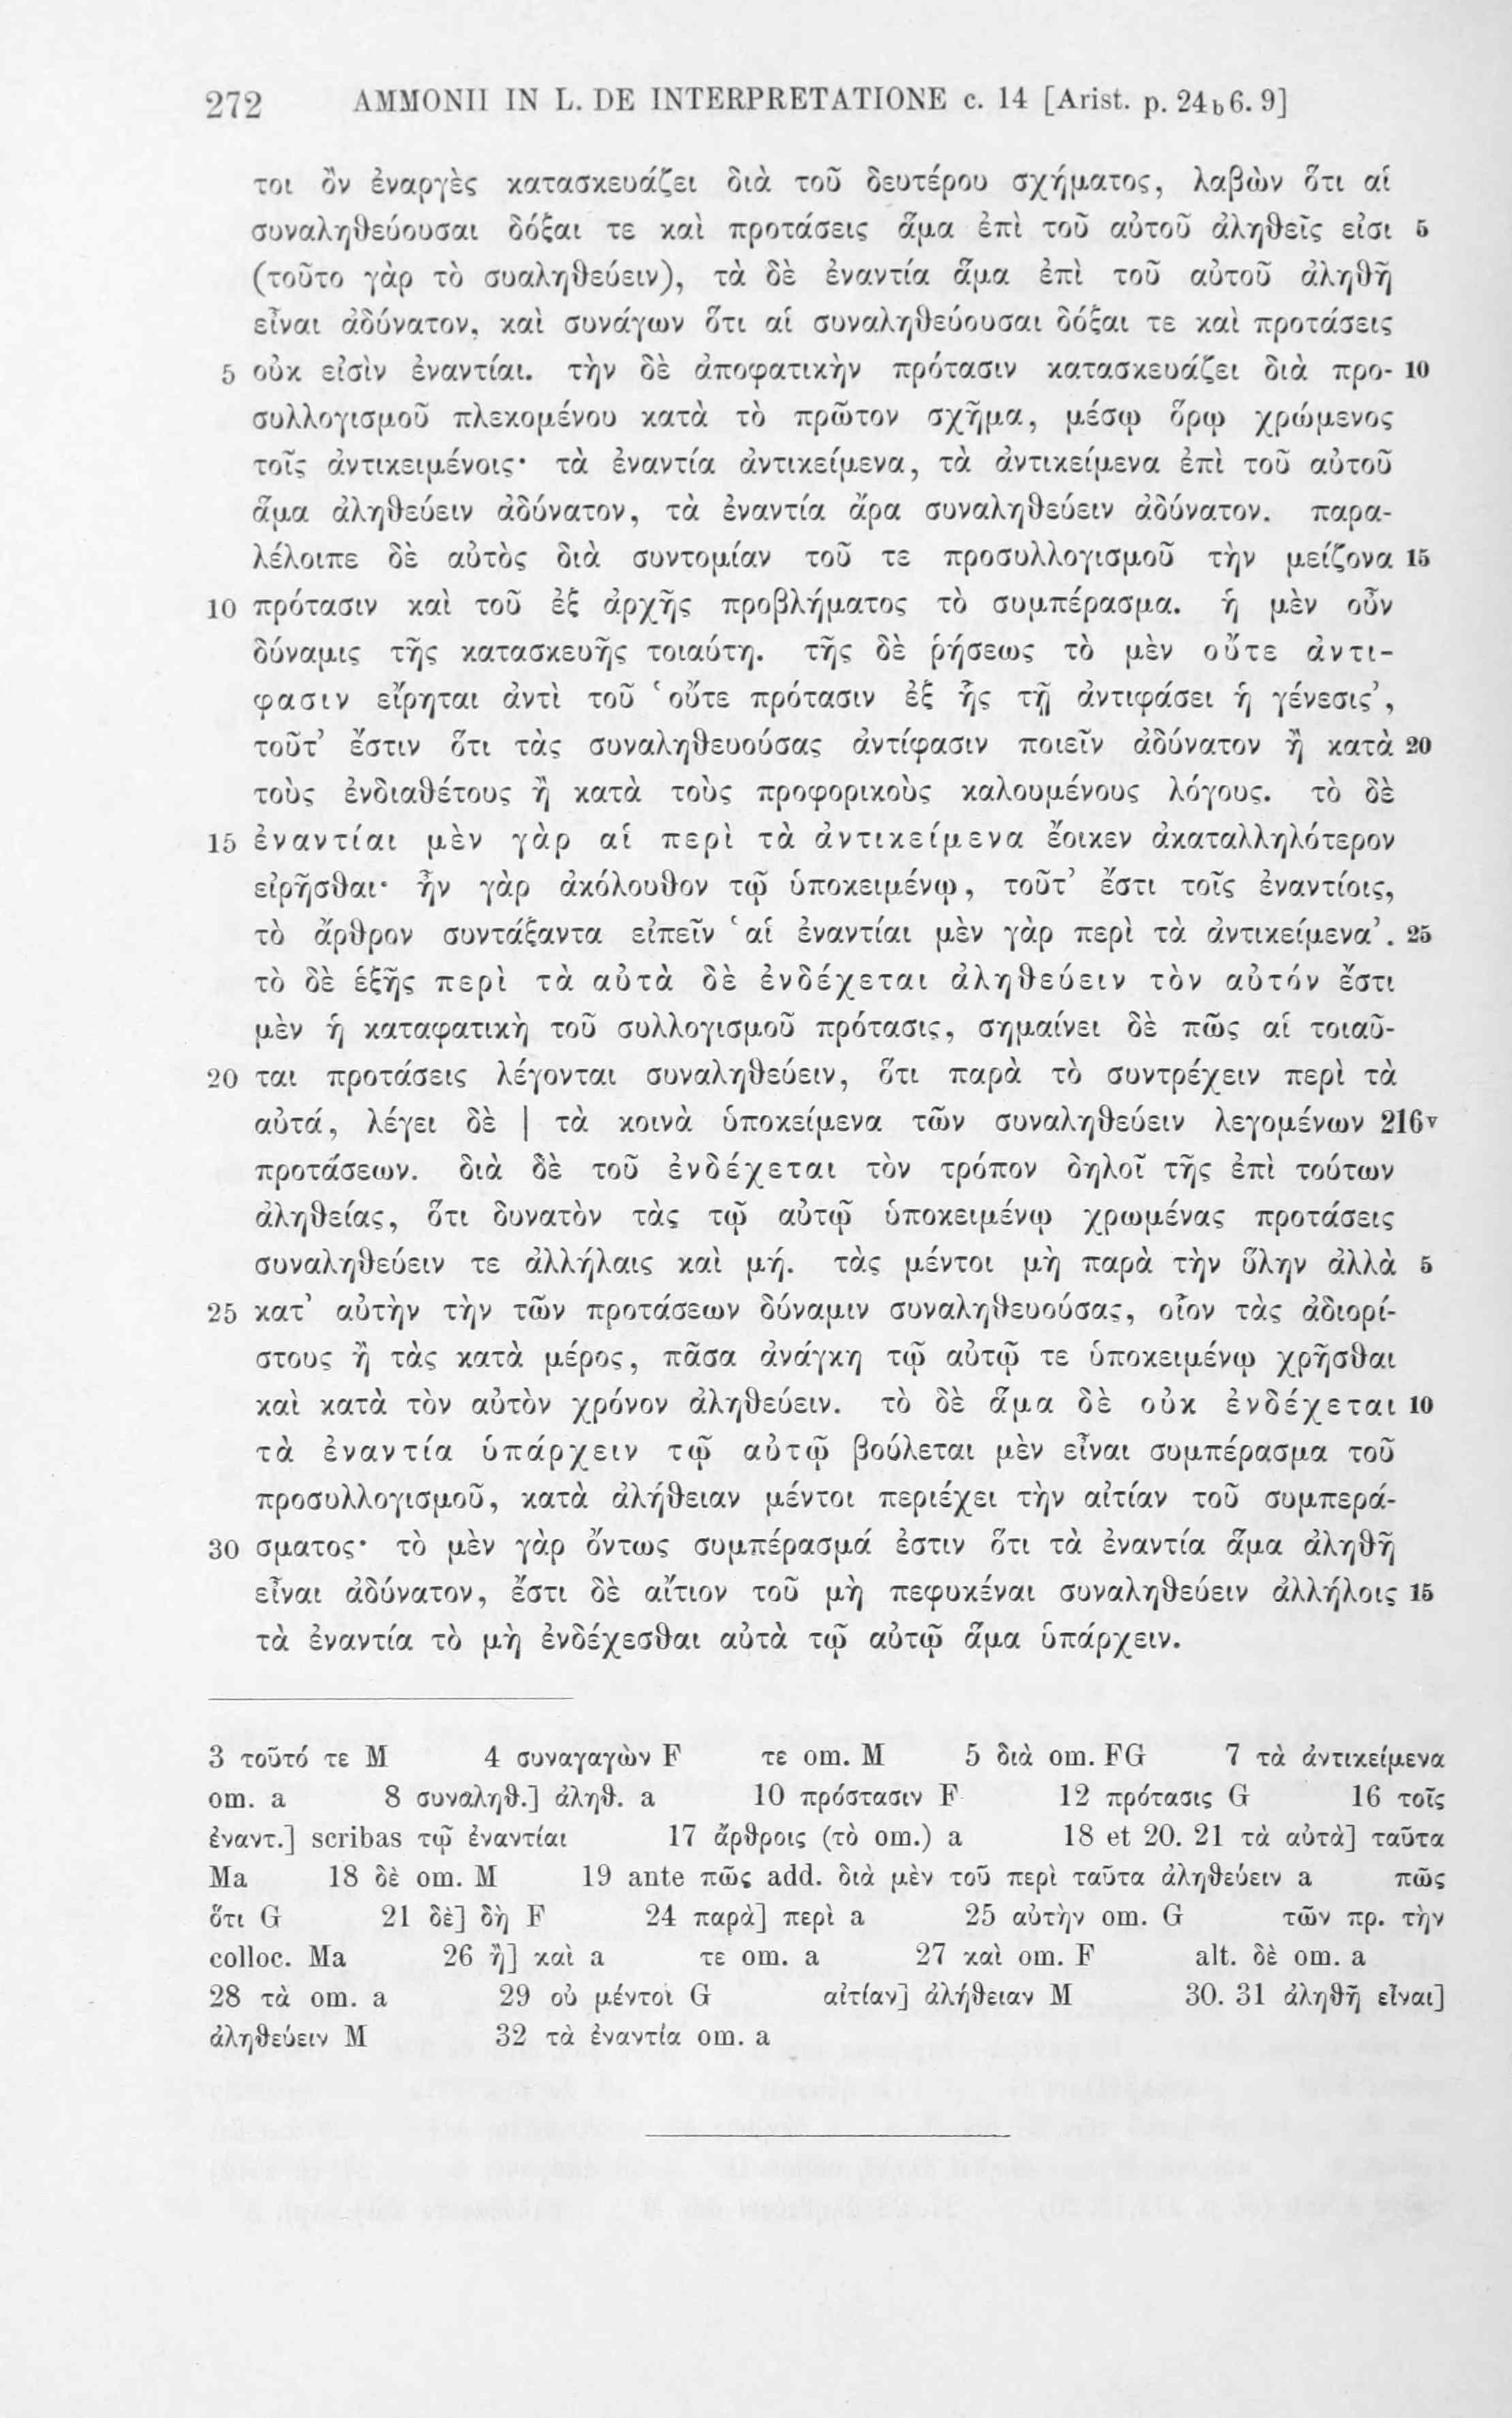 272 AMMONII IN L. DE INTERPRETATIONE c. 14 [Arist. p. 24b6. 9]
τοι ὂν ἐναργὲς κατασκευάζει διὰ τοῦ δευτέρου σχήματος, λαβὼν ὅτι αἱ
συναληθεύουσαι δόξαι τε καὶ προτάσεις ἅμα ἐπὶ τοῦ αὐτοῦ ἀληθεῖς εἰσι 5
(τοῦτο γὰρ τὸ συαληθεύειν), τὰ δὲ ἐναντία ἅμα ἐπὶ τοῦ αὐτοῦ ἀληθῆ
εἶναι ἀδύνατον, καὶ συνάγων ὅτι αἱ συναληθεύουσαι δόξαι τε καὶ προτάσεις
5 οὐκ εἰσὶν ἐναντίαι. τὴν δὲ ἀποφατικὴν πρότασιν κατασκευάζει διὰ προ- 10
συλλογισμοῦ πλεκομένου κατὰ τὸ πρῶτον σχῆμα, μέσῳ ὅρῳ χρώμενος
τοῖς ἀντικειμένοις· τὰ ἐναντία ἀντικείμενα, τὰ ἀντικείμενα ἐπὶ τοῦ αὐτοῦ
ἅμα ἀληθεύειν ἀδύνατον, τὰ ἐναντία ἄρα συναληθεύειν ἀδύνατον. παρα-
λέλοιπε δὲ αὐτὸς διὰ συντομίαν τοῦ τε προσυλλογισμοῦ τὴν μείζονα 15
10 πρότασιν καὶ τοῦ ἐξ ἀρχῆς προβλήματος τὸ συμπέρασμα. ἡ μὲν οὖν
δύναμις τῆς κατασκευῆς τοιαύτη. τῆς δὲ ῥήσεως τὸ μὲν οὔτε ἀντι-
φασιν εἴρηται ἀντὶ τοῦ ‛οὔτε πρότασιν ἐξ ἧς τῇ ἀντιφάσει ἡ γένεσις’,
τοῦτ’ ἔστιν ὅτι τὰς συναληθευούσας ἀντίφασιν ποιεῖν ἀδύνατον ἢ κατὰ 20
τοὺς ἐνδιαθέτους ἢ κατὰ τοὺς προφορικοὺς καλουμένους λόγους. τὸ δὲ
15 ἐναντίαι μὲν γὰρ αἱ περὶ τὰ ἀντικείμενα ἔοικεν ἀκαταλληλότερον
εἰρῆσθαι· ἦν γὰρ ἀκόλουθον τῷ ὑποκειμένῳ, τοῦτ’ ἔστι τοῖς ἐναντίοις,
τὸ ἄρθρον συντάξαντα εἰπεῖν ‛αἱ ἐναντίαι μὲν γὰρ περὶ τὰ ἀντικείμενα’. 25
τὸ δὲ ἑξῆς περὶ τὰ αὐτὰ δὲ ἐνδέχεται ἀληθεύειν τὸν αὐτόν ἔστι
μὲν ἡ καταφατικὴ τοῦ συλλογισμοῦ πρότασις, σημαίνει δὲ πῶς αἱ τοιαῦ-
20 ται προτάσεις λέγονται συναληθεύειν, ὅτι παρὰ τὸ συντρέχειν περὶ τὰ
αὐτά, λέγει δὲ | τὰ κοινὰ ὑποκείμενα τῶν συναληθεύειν λεγομένων 216v
προτάσεων. διὰ δὲ τοῦ ἐνδέχεται τὸν τρόπον δηλοῖ τῆς ἐπὶ τούτων
ἀληθείας, ὅτι δυνατὸν τὰς τῷ αὐτῷ ὑποκειμένῳ χρωμένας προτάσεις
συναληθεύειν τε ἀλλήλαις καὶ μή. τὰς μέντοι μὴ παρὰ τὴν ὕλην ἀλλὰ 5
25 κατ’ αὐτὴν τὴν τῶν προτάσεων δύναμιν συναληθευούσας, οἷον τὰς ἀδιορί-
στους ἢ τὰς κατὰ μέρος, πᾶσα ἀνάγκη τῷ αὐτῷ τε ὑποκειμένῳ χρῆσθαι
καὶ κατὰ τὸν αὐτὸν χρόνον ἀληθεύειν. τὸ δὲ ἅμα δὲ οὐκ ἐνδέχεται 10
τὰ ἐναντία ὑπάρχειν τῷ αὐτῷ βούλεται μὲν εἶναι συμπέρασμα τοῦ
προσυλλογισμοῦ, κατὰ ἀλήθειαν μέντοι περιέχει τὴν αἰτίαν τοῦ συμπερά-
30 σματος· τὸ μὲν γὰρ ὄντως συμπέρασμά ἐστιν ὅτι τὰ ἐναντία ἅμα ἀληθῆ
εἶναι ἀδύνατον, ἔστι δὲ αἴτιον τοῦ μὴ πεφυκέναι συναληθεύειν ἀλλήλοις 15
τὰ ἐναντία τὸ μὴ ἐνδέχεσθαι αὐτὰ τῷ αὐτῷ ἅμα ὑπάρχειν.
3 τοῦτό τε M 4 συναγαγὼν F τε om. M 5 διὰ om. FG 7 τὰ ἀντικείμενα
om. a 8 συναληθ.] ἀληθ. a 10 πρόστασιν F 12 πρότασις G 16 τοῖς
ἐναντ.] scribas τῷ ἐναντίαι 17 ἄρθροις (τὸ om.) a 18 et 20. 21 τὰ αὐτὰ] ταῦτα
Ma 18 δὲ om. M 19 ante πῶς add. διὰ μὲν τοῦ περὶ ταῦτα ἀληθεύειν a πῶς
ὅτι G 21 δὲ] δὴ F 24 παρὰ] περὶ a 25 αὐτὴν om. G τῶν πρ. τὴν
colloc. Ma 26 ἢ] καὶ a τε om. a 27 καὶ om. F alt. δὲ om. a
28 τὰ om. a 29 οὐ μέντοι G αἰτίαν] ἀλήθειαν M 30. 31 ἀληθῆ εἶναι]
ἀληθεύειν M 32 τὰ ἐναντία om. a